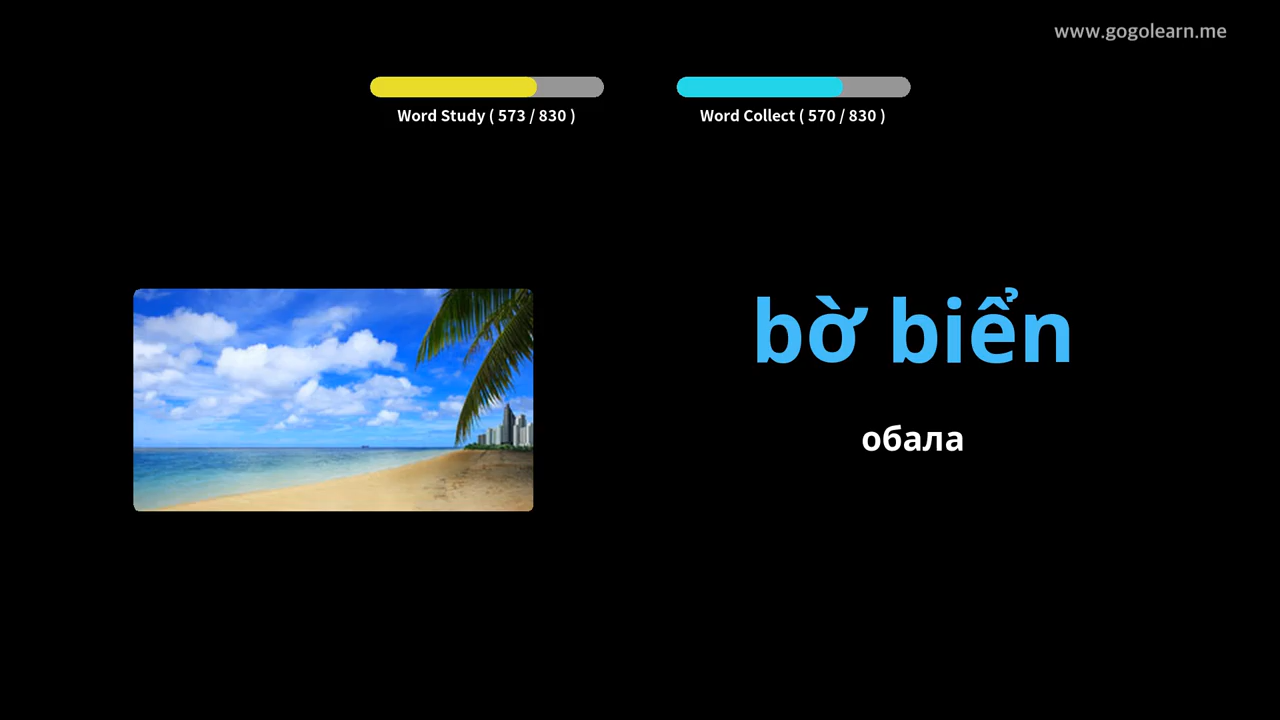 www.gogolearn.me
Word Study ( 573 / 830 )
Word Collect ( 570 / 830 )
bờ biển
обала